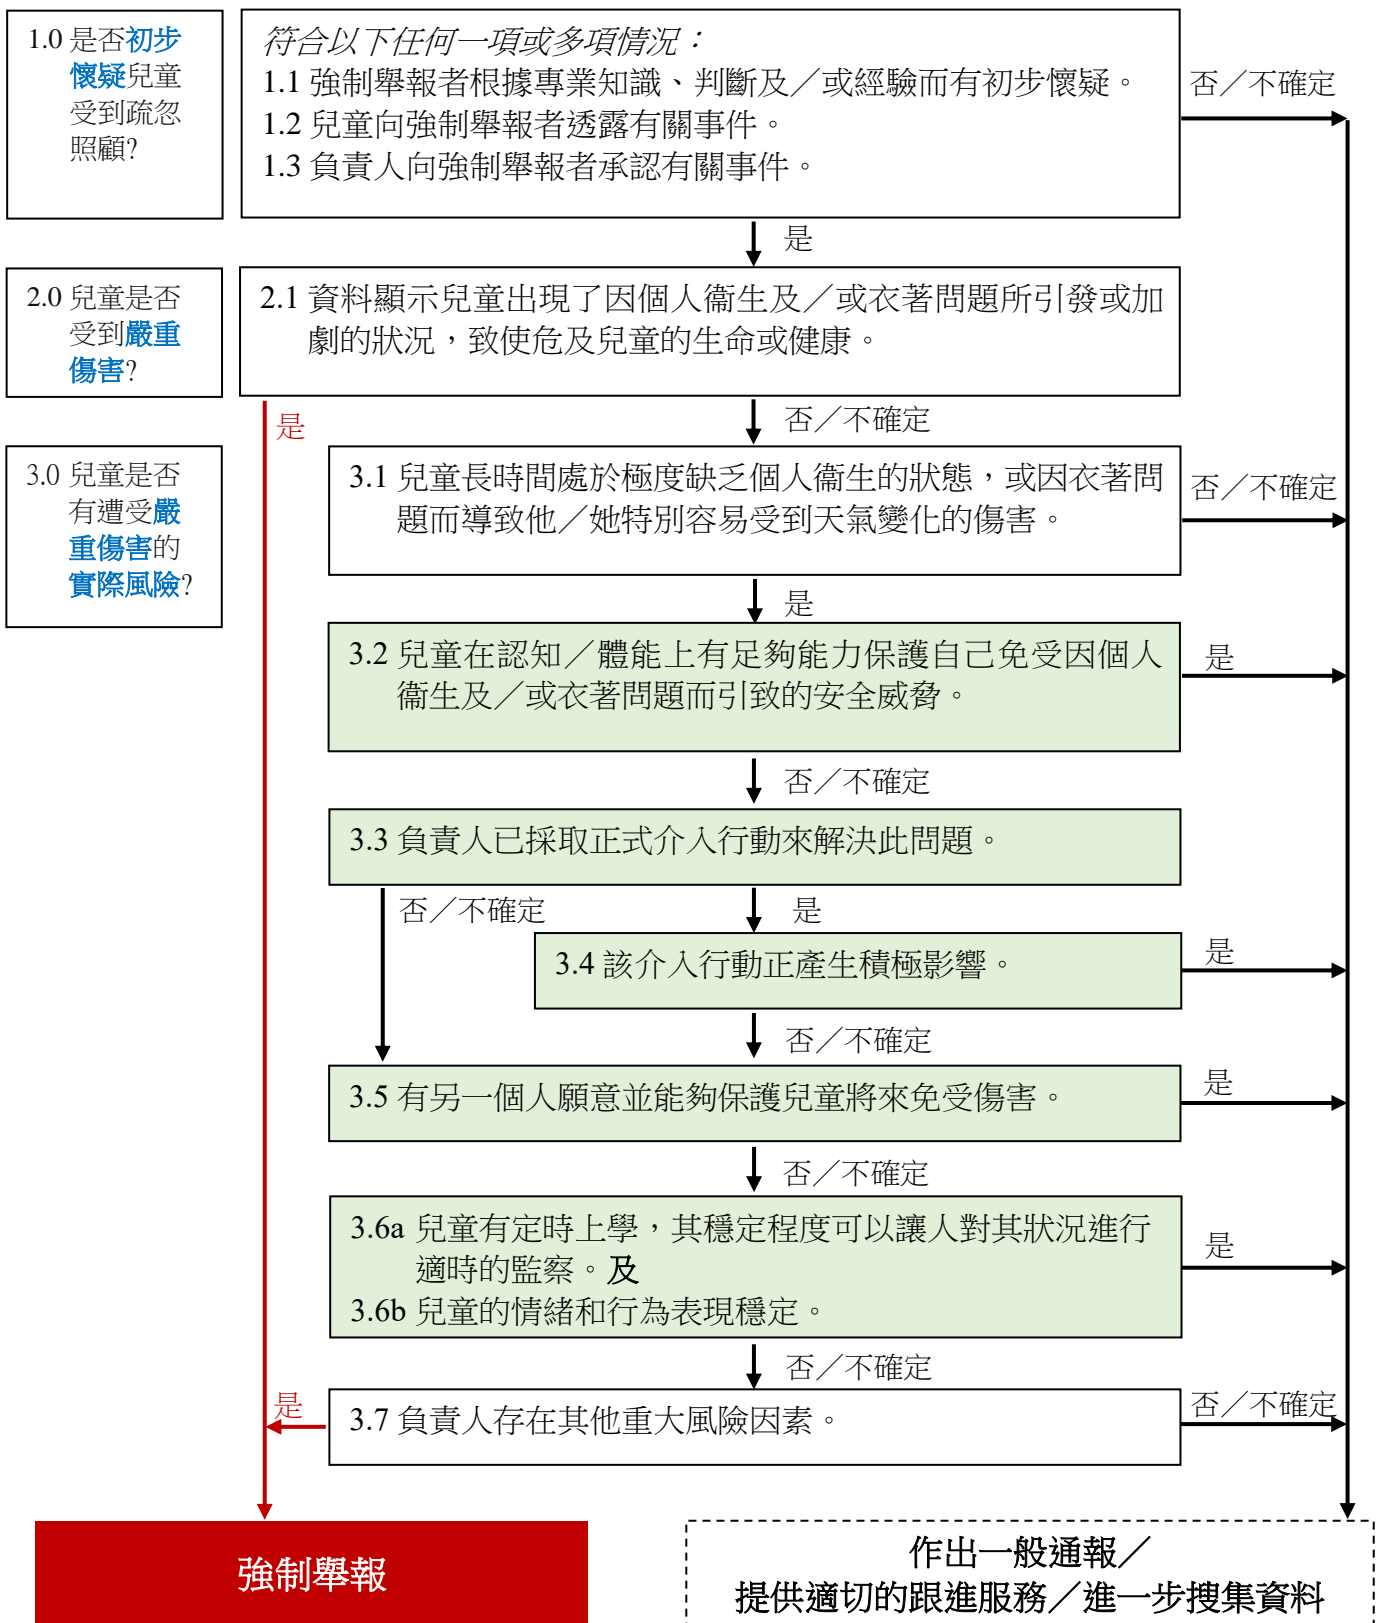 1.0 是否初步
懷疑兒童
受到疏忽
照顧?
符合以下任何一項或多項情況：
1.1 強制舉報者根據專業知識、判斷及／或經驗而有初步懷疑。
1.2 兒童向強制舉報者透露有關事件。
1.3 負責人向強制舉報者承認有關事件。
否／不確定
是
2.0 兒童是否
受到嚴重
傷害?
2.1 資料顯示兒童出現了因個人衞生及／或衣著問題所引發或加
劇的狀況，致使危及兒童的生命或健康。
是
否／不確定
3.0 兒童是否
有遭受嚴
重傷害的
實際風險?
3.1 兒童長時間處於極度缺乏個人衞生的狀態，或因衣著問
題而導致他／她特別容易受到天氣變化的傷害。
否／不確定
是
3.2 兒童在認知／體能上有足夠能力保護自己免受因個人
衞生及／或衣著問題而引致的安全威脅。
是
否／不確定
3.3 負責人已採取正式介入行動來解決此問題。
否／不確定
是
3.4 該介入行動正產生積極影響。
是
否／不確定
3.5 有另一個人願意並能夠保護兒童將來免受傷害。
是
否／不確定
3.6a 兒童有定時上學，其穩定程度可以讓人對其狀況進行
適時的監察。及
3.6b 兒童的情緒和行為表現穩定。
是
否／不確定
是
3.7 負責人存在其他重大風險因素。
否／不確定
強制舉報
作出一般通報／
提供適切的跟進服務／進一步搜集資料